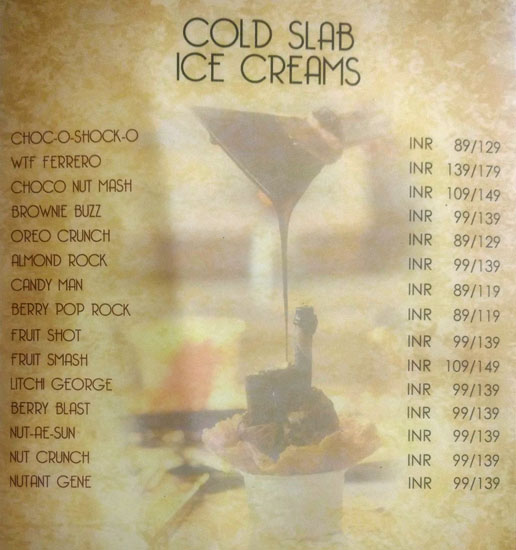 COLD SLAB
ICE CREAMS
CHOC-O-SHOCK-O INR 89/129
WTF FERRERO INR 139/179
CHOCO NUT MASH INR 109/149
BROWNIE BUZZ INR 99/139
OREO CRUNCH INR 89/129
ALMOND ROCK INR 99/139
CANDY MAN INR 89/119
BERRY POP ROCK INR 89/119
FRUIT SHOT INR 99/139
FRUIT SMASH INR 109/149
LITCHI GEORGE INR 99/139
BERRY BLAST INR 99/139
NUT-AE-SUN INR 99/139
NUT CRUNCH INR 99/139
NUTANT GENE INR 99/139